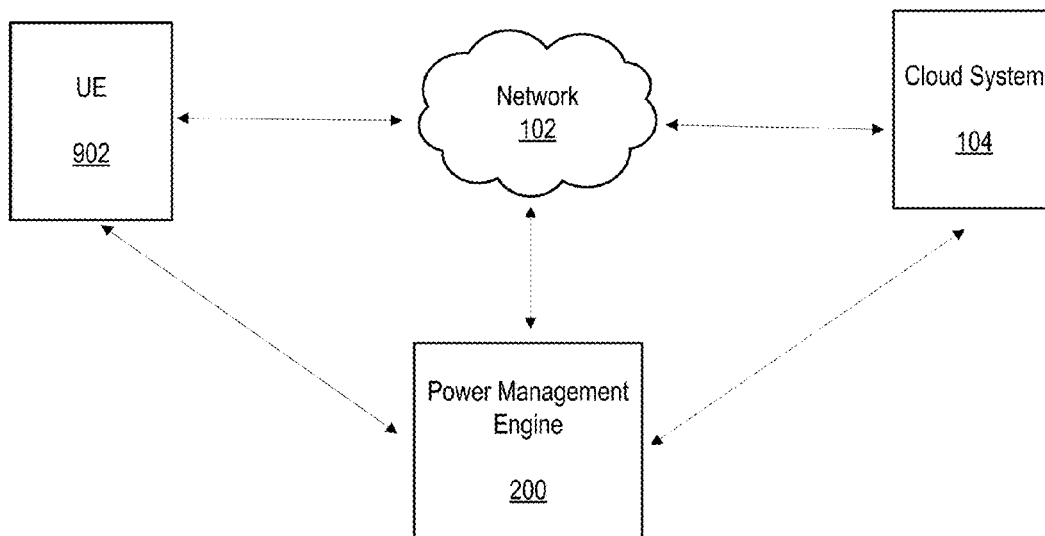 UE
902
Network
102
Cloud System
104
Power Management
Engine
200